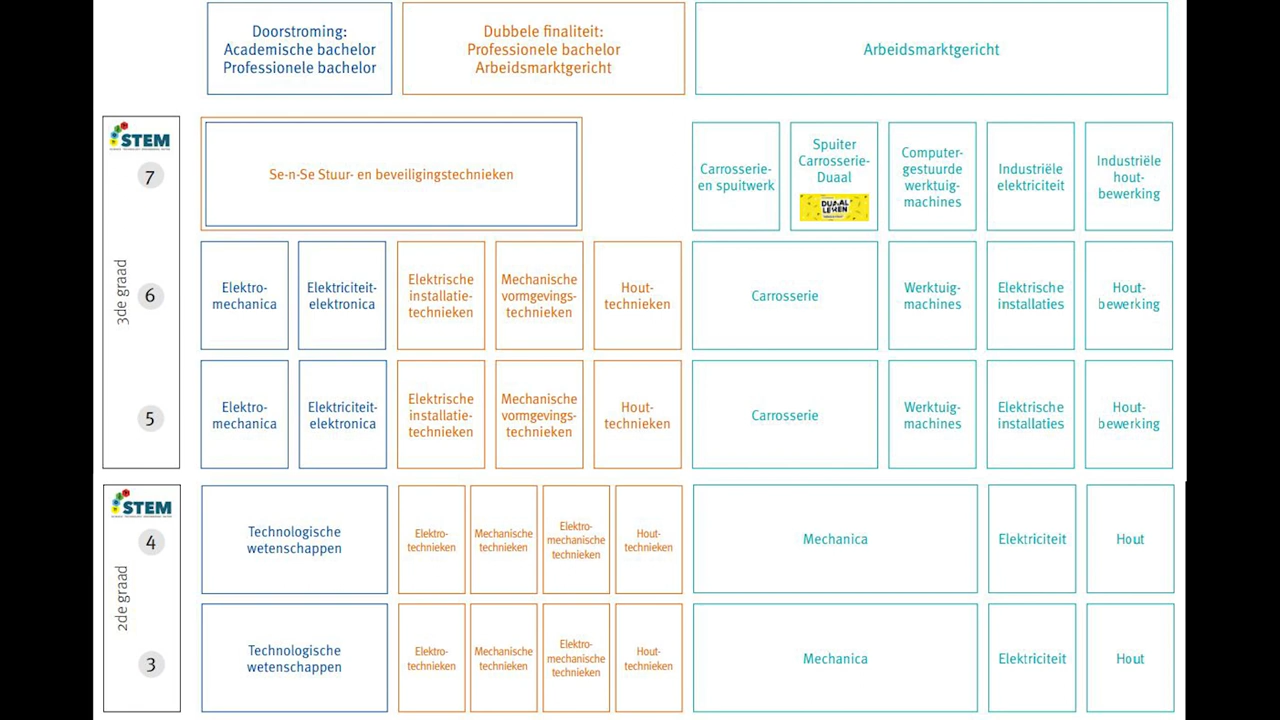 Doorstroming:
Academische bachelor
Professionele bachelor
Dubbele finaliteit:
Professionele bachelor
Arbeidsmarktgericht
Arbeidsmarktgericht
STEM
7
Se-n-Se Stuur- en beveiligingstechnieken
Carrosserie-
en spuitwerk
Spuiter
Carrosserie-
Duaal
DUAAL
LEREN
Computer-
gestuurde
werktuig-
machines
Industriële
elektriciteit
Industriële
hout-
bewerking
3de graad
6
Elektro-
mechanica
Elektriciteit-
elektronica
Elektrische
installatie-
technieken
Mechanische
vormgevings-
technieken
Hout-
technieken
Carrosserie
Werktuig-
machines
Elektrische
installaties
Hout-
bewerking
5
Elektro-
mechanica
Elektriciteit-
elektronica
Elektrische
installatie-
technieken
Mechanische
vormgevings-
technieken
Hout-
technieken
Carrosserie
Werktuig-
machines
Elektrische
installaties
Hout-
bewerking
STEM
4
Technologische
wetenschappen
Elektro-
technieken
Mechanische
technieken
Elektro-
mechanische
technieken
Hout-
technieken
Mechanica
Elektriciteit
Hout
2de graad
3
Technologische
wetenschappen
Elektro-
technieken
Mechanische
technieken
Elektro-
mechanische
technieken
Hout-
technieken
Mechanica
Elektriciteit
Hout